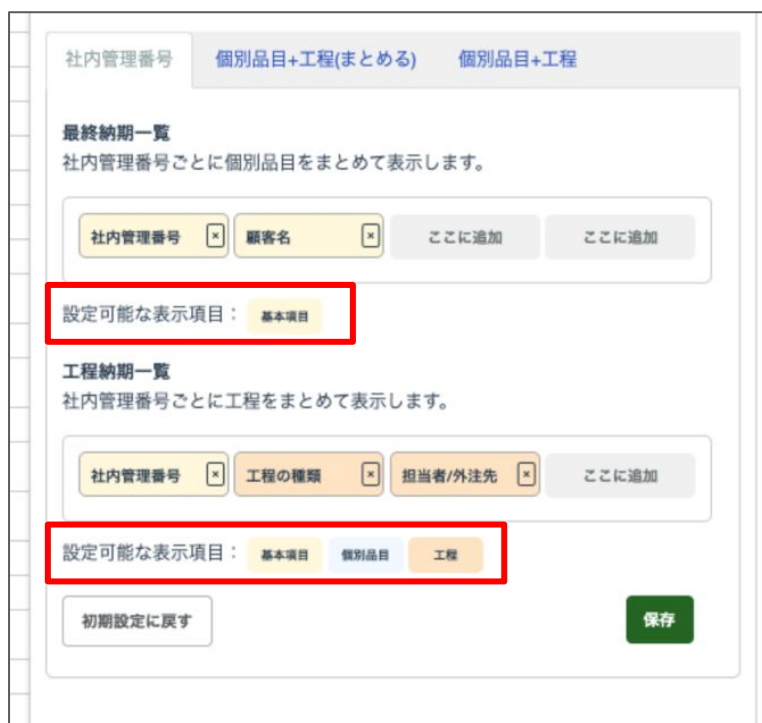 社内管理番号 個別品目+工程(まとめる) 個別品目+工程
最終納期一覧
社内管理番号ごとに個別品目をまとめて表示します。
社内管理番号 × 顧客名 × ここに追加 ここに追加
設定可能な表示項目： 基本項目
工程納期一覧
社内管理番号ごとに工程をまとめて表示します。
社内管理番号 × 工程の種類 × 担当者/外注先 × ここに追加
設定可能な表示項目： 基本項目 個別品目 工程
初期設定に戻す 保存